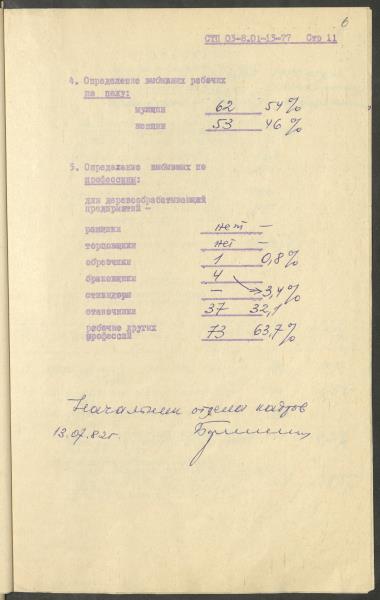 6
СТП 03-8.01-13-77 Стр 11
4. Определение выбывших рабочих
по полу:
мужчин 62 54%
женщин 53 46%
5. Определение выбывших по
профессиям:
для деревообрабатывающий
предприятий -
рамщики нет -
торцовщики нет -
обрезчики 1 0,8%
браковщики 4
- 3,4%
станочники 37 32,1
рабочие других 73 63,7%
профессий
Начальник отдела кадров
13.07.82г.